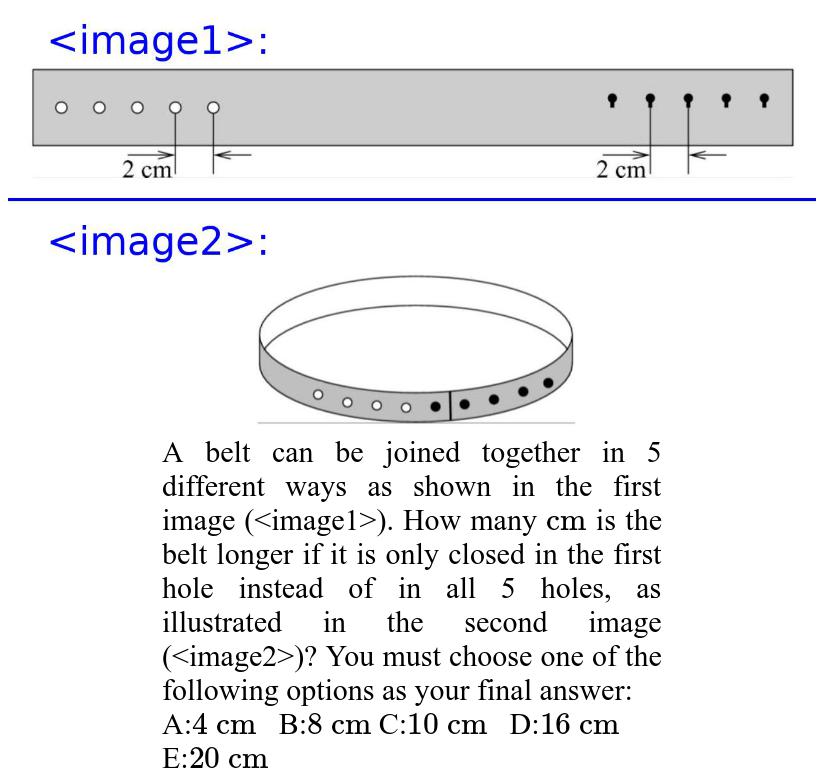 <image1>:
2 cm 2 cm
<image2>:
A belt can be joined together in 5
different ways as shown in the first
image (<image1>). How many cm is the
belt longer if it is only closed in the first
hole instead of in all 5 holes, as
illustrated in the second image
(<image2>)? You must choose one of the
following options as your final answer:
A:4 cm B:8 cm C:10 cm D:16 cm
E:20 cm